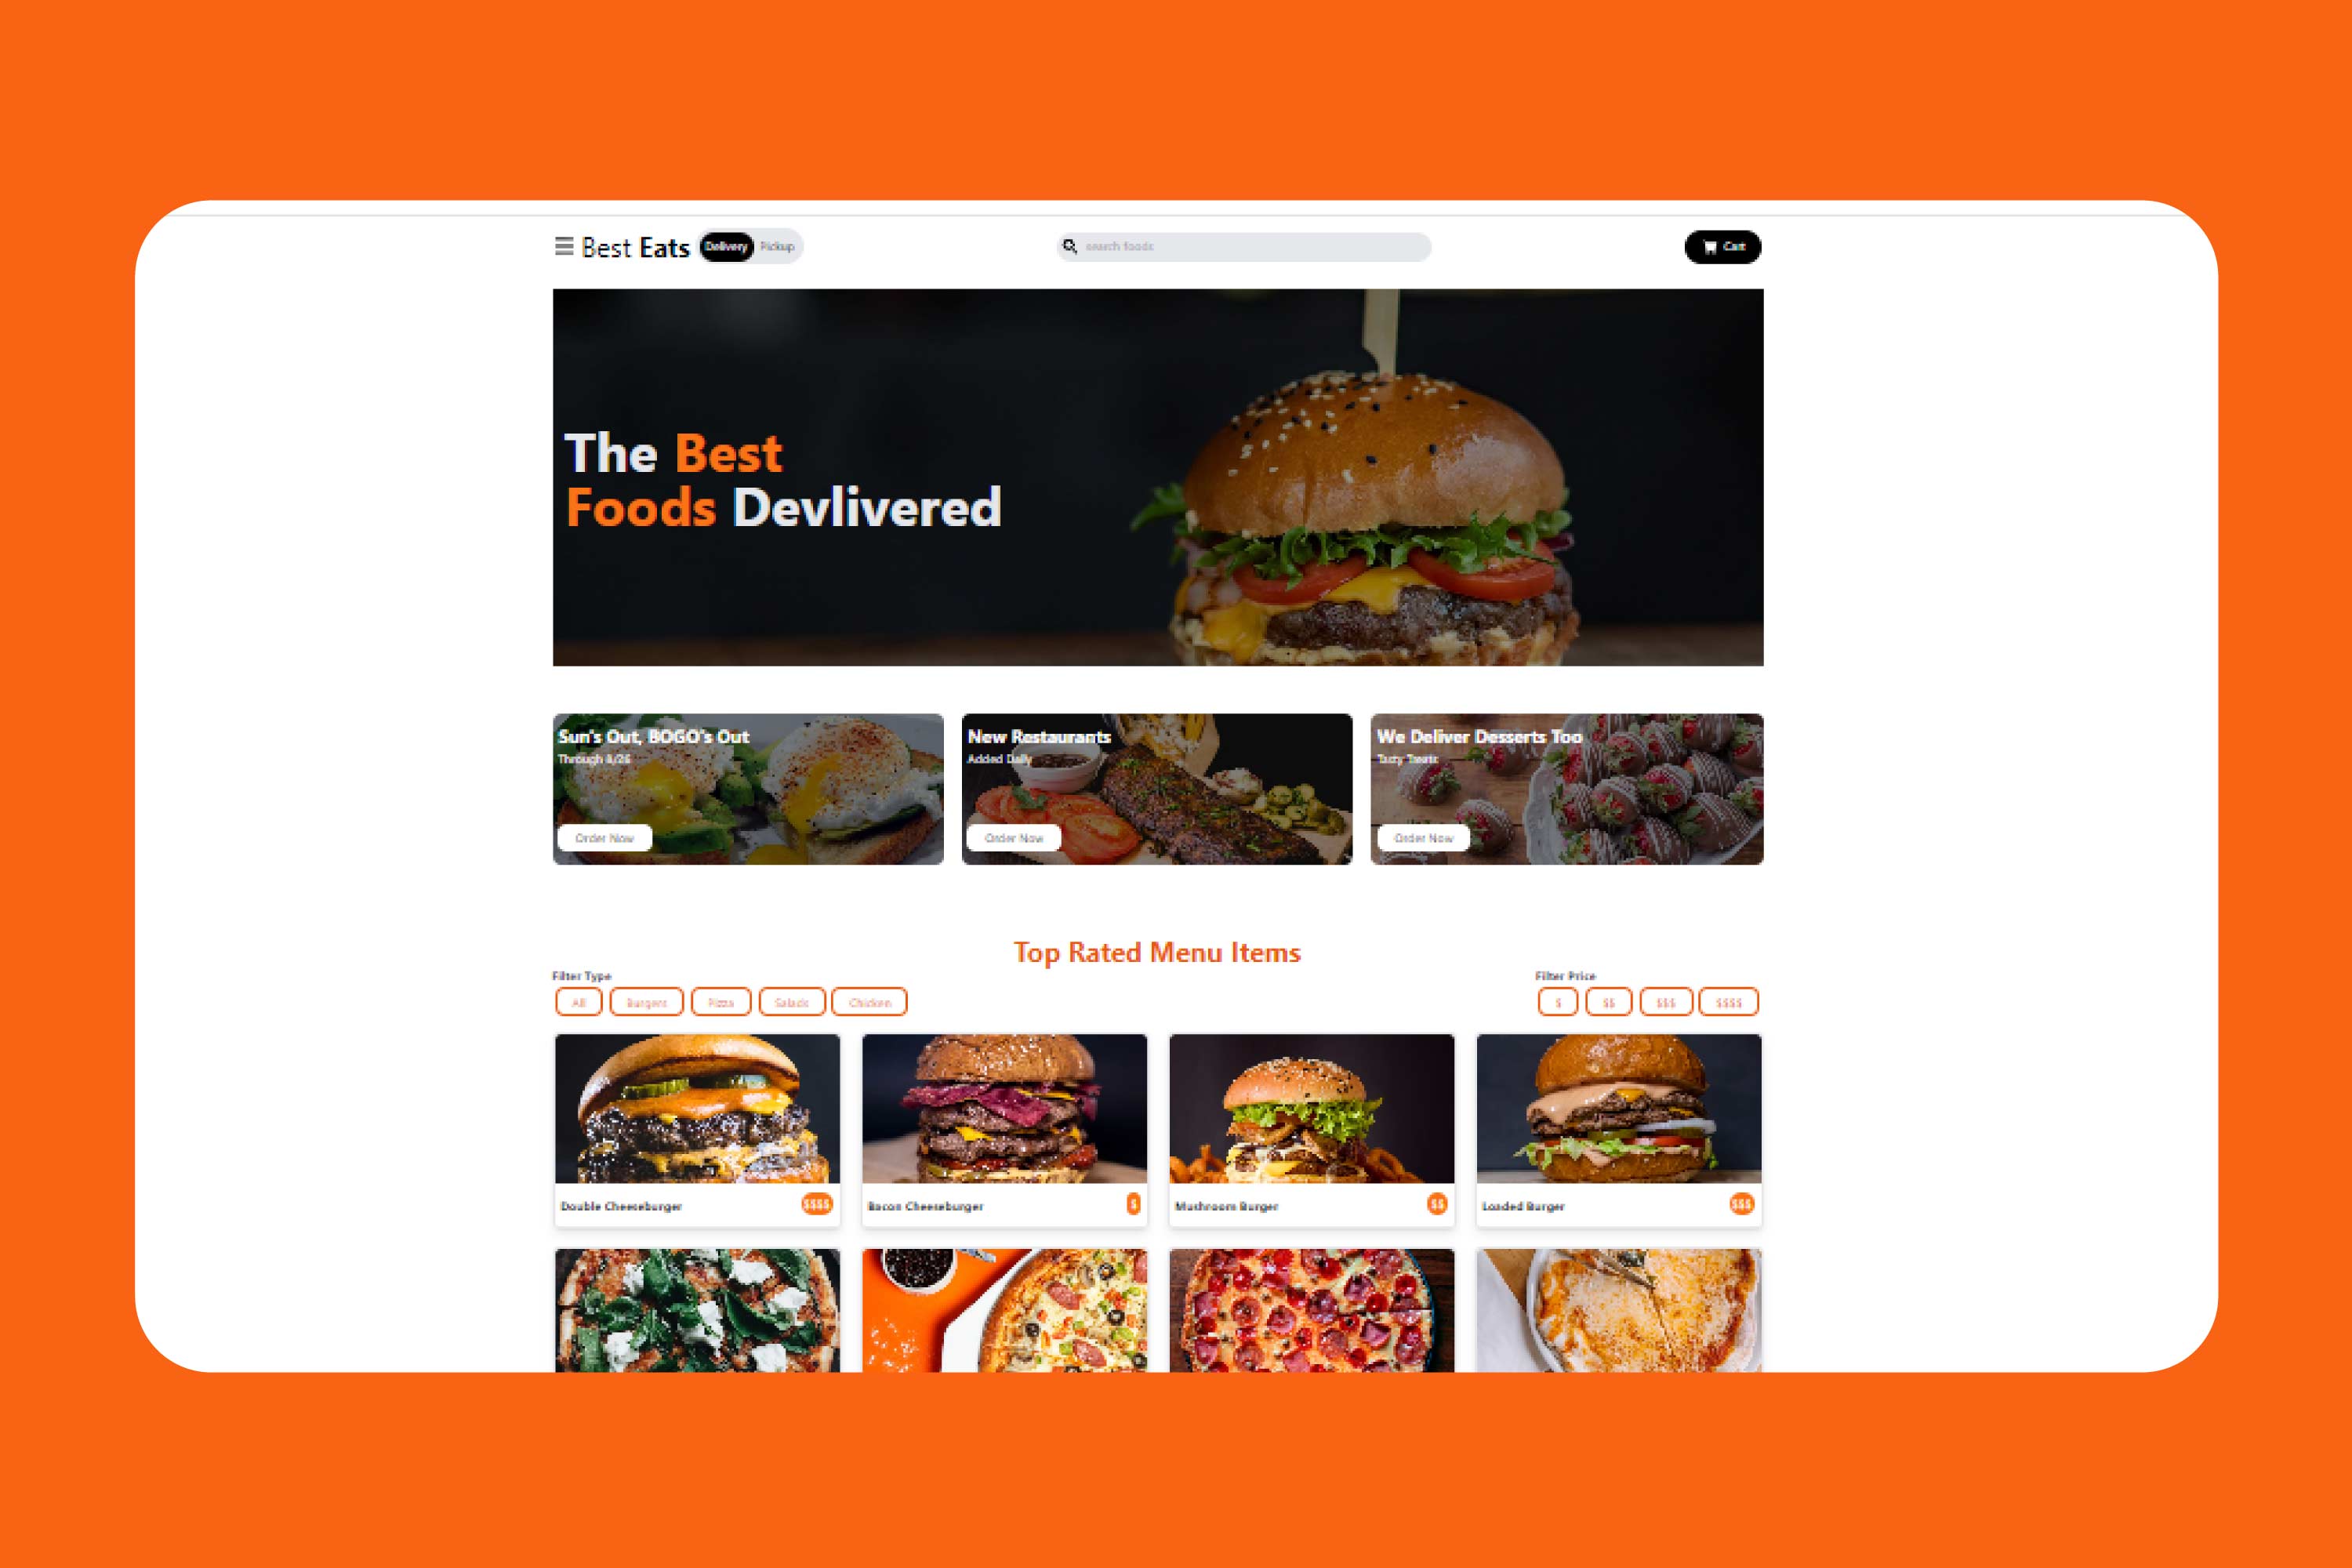 Best Eats Delivery Pickup
search foods
Cart
The Best
Foods Devlivered
Sun's Out, BOGO's Out
Through 8/26
Order Now
New Restaurants
Added Daily
Order Now
We Deliver Desserts Too
Tasty Treats
Order Now
Top Rated Menu Items
Filter Type
All Burgers Pizza Salads Chicken
Filter Price
$ $$ $$$ $$$$
Double Cheeseburger $$$$
Bacon Cheeseburger $
Mushroom Burger $$
Loaded Burger $$$